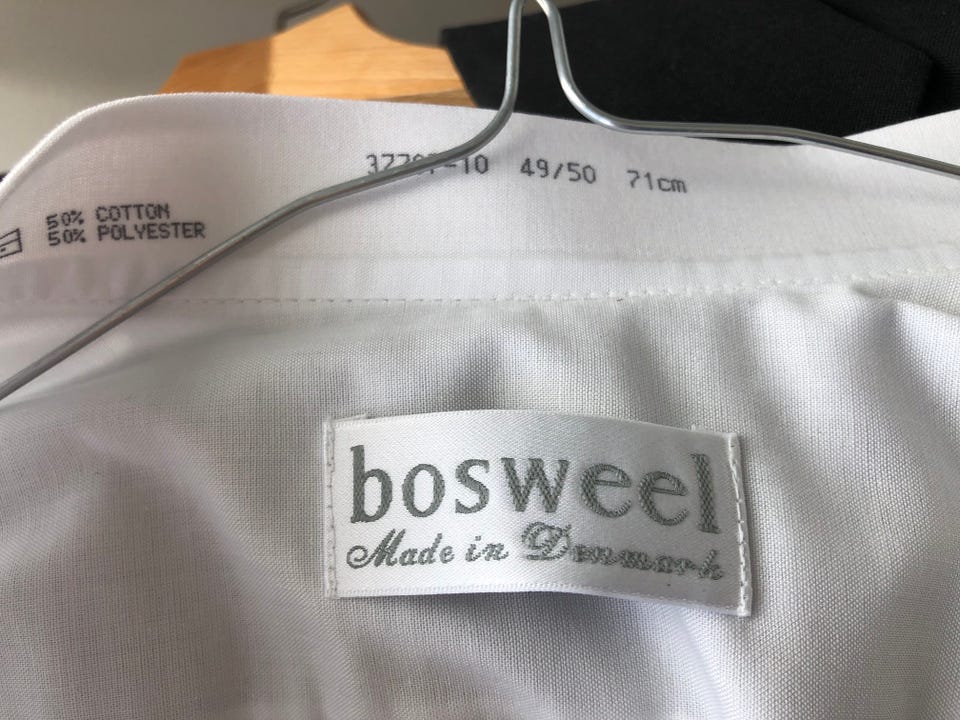 49/50 71cm
50% COTTON
50% POLYESTER
bosweel
Made in Denmark